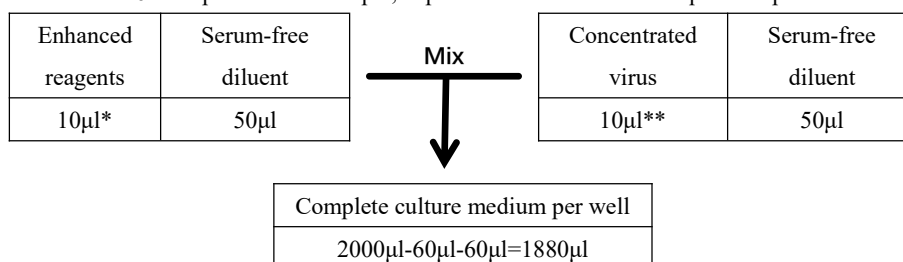 Enhanced
reagents
Serum-free
diluent
10μl*
50μl
Mix
Concentrated
virus
Serum-free
diluent
10μl**
50μl
Complete culture medium per well
2000μl-60μl-60μl=1880μl